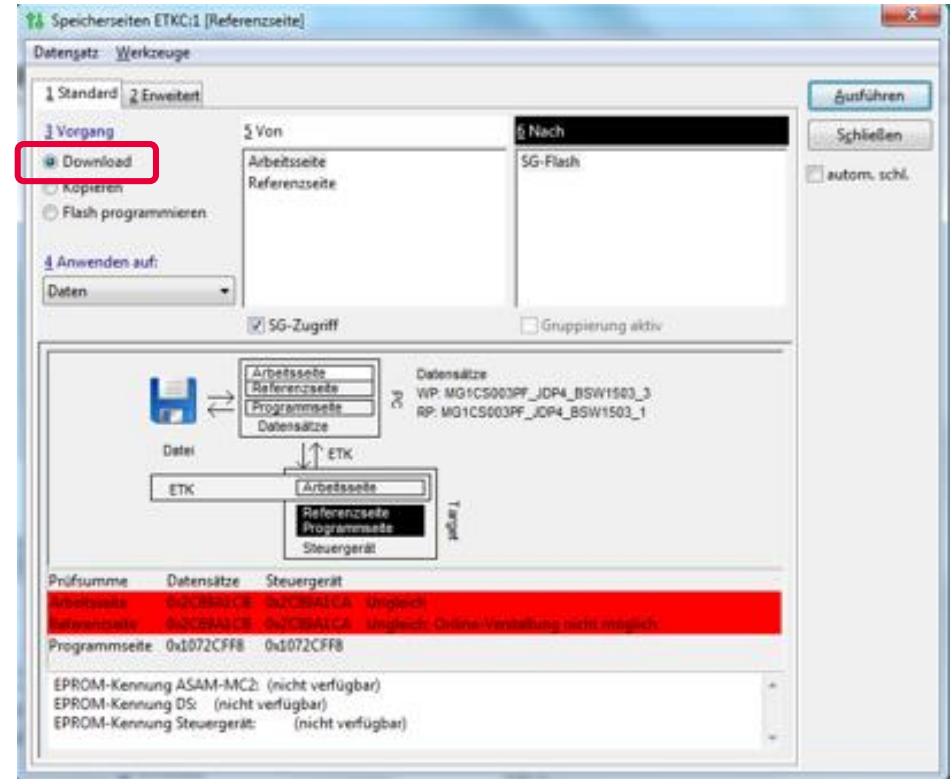 Speicherseiten ETKC:1 [Referenzseite]
Datensatz Werkzeuge
1 Standard 2 Erweitert
Ausführen
Schließen
autom. schl.
3 Vorgang
Download
Kopieren
Flash programmieren
4 Anwenden auf:
Daten
5 Von
Arbeitsseite
Referenzseite
6 Nach
SG-Flash
SG-Zugriff
Gruppierung aktiv
Datei
Arbeitsseite
Referenzseite
Programmseite
Datensätze
PC
Datensätze
WP: MG1CS003PF_JDP4_BSW1503_3
RP: MG1CS003PF_JDP4_BSW1503_1
ETK
ETK
Arbeitsseite
Referenzseite
Programmseite
Steuergerät
Target
Prüfsumme Datensätze Steuergerät
Arbeitsseite Ungleich
Referenzseite Ungleich: Online-Verstellung nicht möglich
Programmseite 0x1072CFF8 0x1072CFF8
EPROM-Kennung ASAM-MC2: (nicht verfügbar)
EPROM-Kennung DS: (nicht verfügbar)
EPROM-Kennung Steuergerät: (nicht verfügbar)